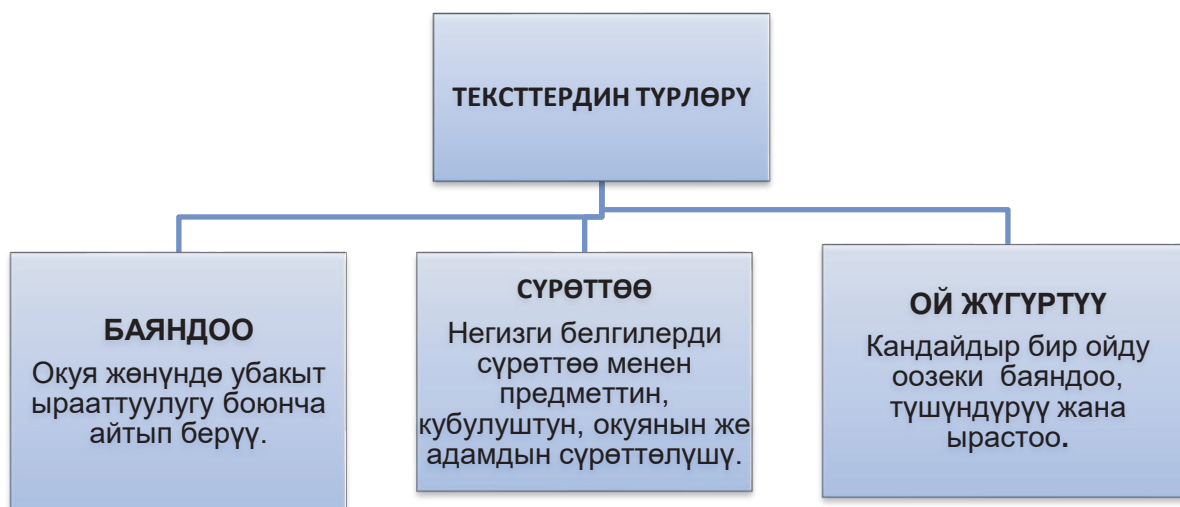 ТЕКСТТЕРДИН ТҮРЛӨРҮ
БАЯНДОО
Окуя жөнүндө убакыт
ырааттуулугу боюнча
айтып берүү.
СҮРӨТТӨӨ
Негизги белгилерди
сүрөттөө менен
предметтин,
кубулуштун, окуянын же
адамдын сүрөттөлүшү.
ОЙ ЖҮГҮРТҮҮ
Кандайдыр бир ойду
оозеки баяндоо,
түшүндүрүү жана
ырастоо.